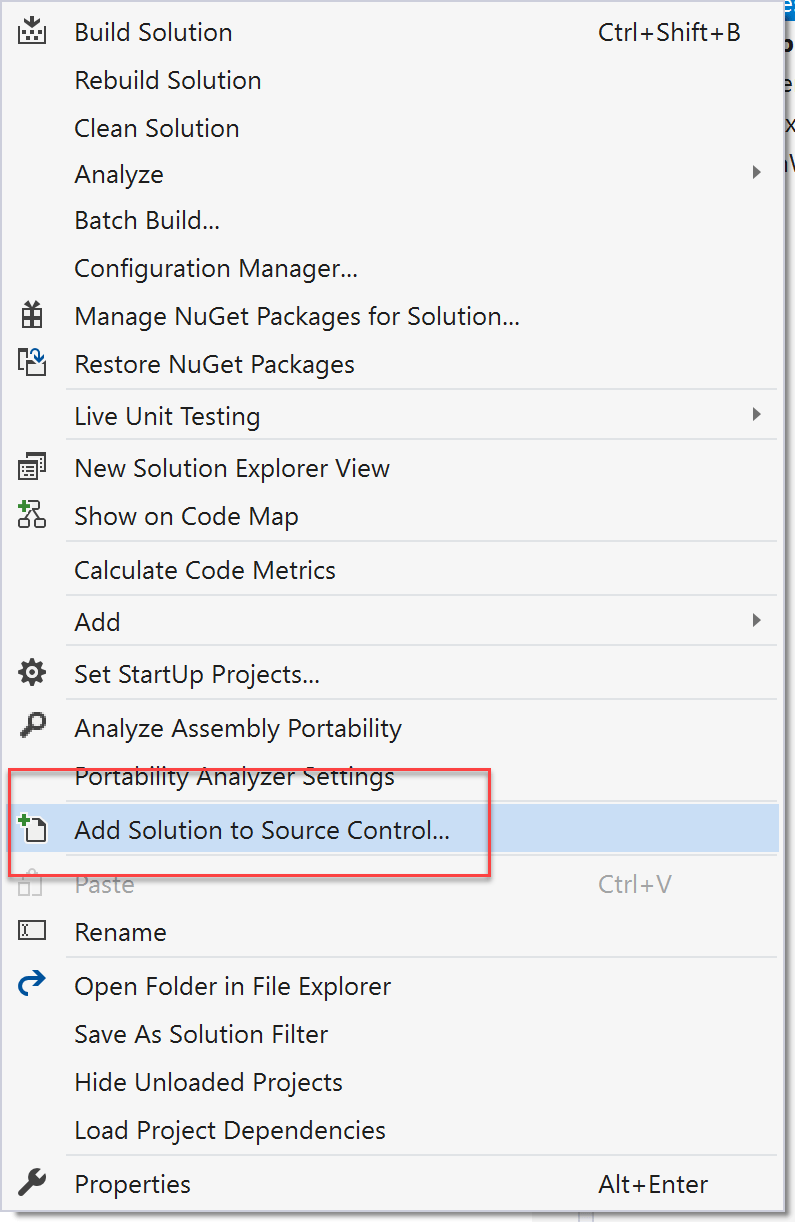 Build Solution Ctrl+Shift+B
Rebuild Solution
Clean Solution
Analyze
Batch Build...
Configuration Manager...
Manage NuGet Packages for Solution...
Restore NuGet Packages
Live Unit Testing
New Solution Explorer View
Show on Code Map
Calculate Code Metrics
Add
Set StartUp Projects...
Analyze Assembly Portability
Portability Analyzer Settings
Add Solution to Source Control...
Paste Ctrl+V
Rename
Open Folder in File Explorer
Save As Solution Filter
Hide Unloaded Projects
Load Project Dependencies
Properties Alt+Enter